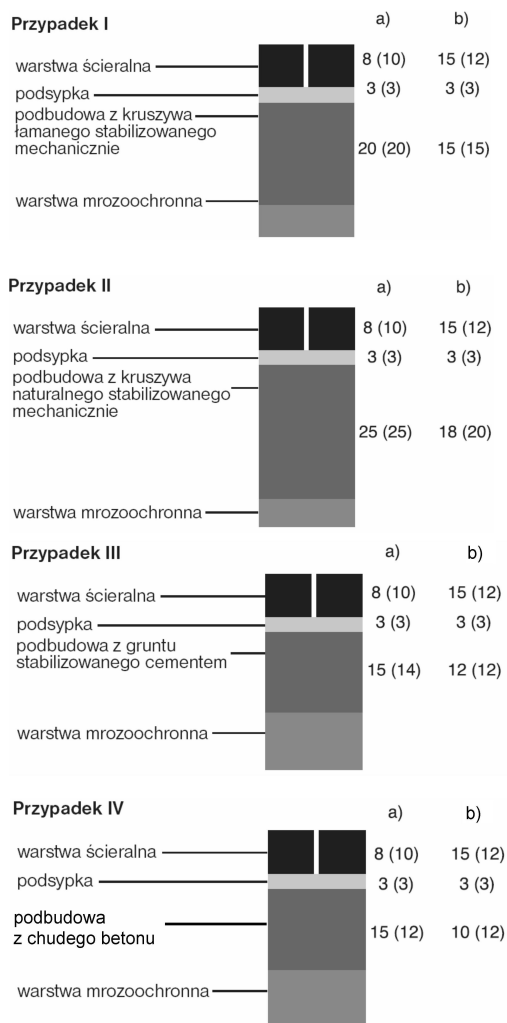 Przypadek I a) b)
warstwa ścieralna 8 (10) 15 (12)
podsypka 3 (3) 3 (3)
podbudowa z kruszywa
łamanego stabilizowanego
mechanicznie 20 (20) 15 (15)
warstwa mrozoochronna
Przypadek II a) b)
warstwa ścieralna 8 (10) 15 (12)
podsypka 3 (3) 3 (3)
podbudowa z kruszywa
naturalnego stabilizowanego
mechanicznie 25 (25) 18 (20)
warstwa mrozoochronna
Przypadek III a) b)
warstwa ścieralna 8 (10) 15 (12)
podsypka 3 (3) 3 (3)
podbudowa z gruntu
stabilizowanego cementem 15 (14) 12 (12)
warstwa mrozoochronna
Przypadek IV a) b)
warstwa ścieralna 8 (10) 15 (12)
podsypka 3 (3) 3 (3)
podbudowa
z chudego betonu 15 (12) 10 (12)
warstwa mrozoochronna